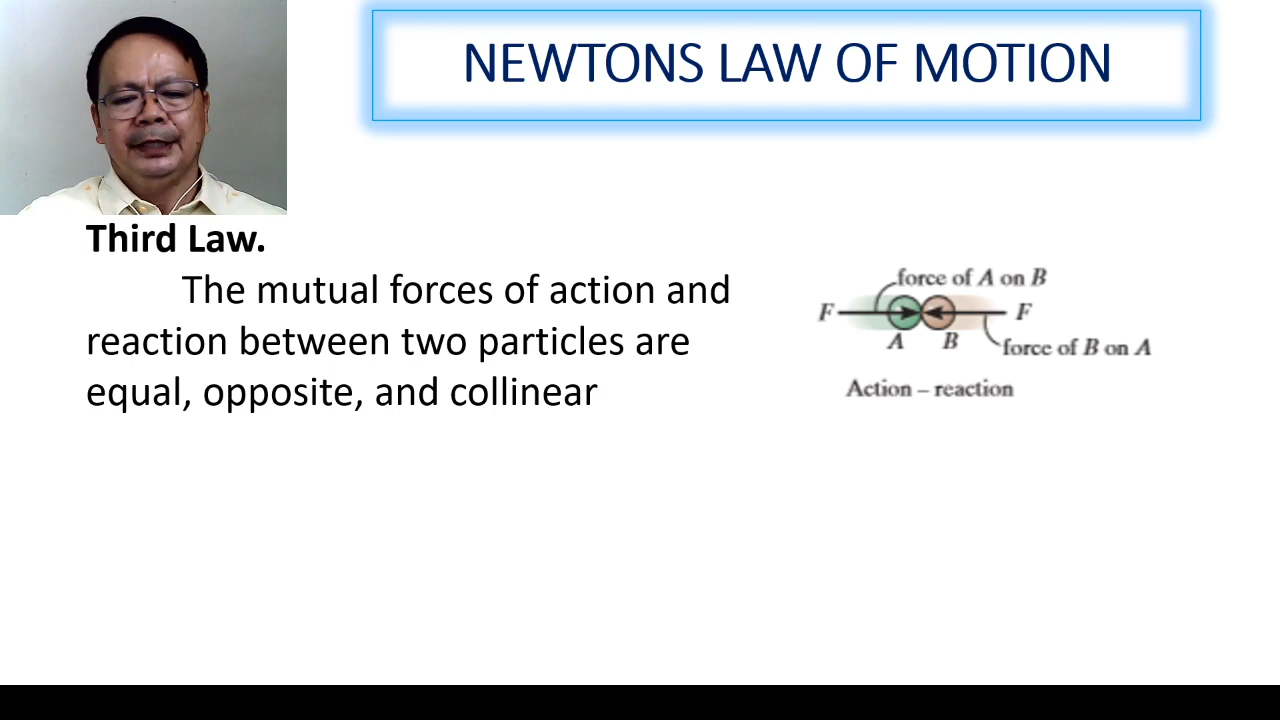 NEWTONS LAW OF MOTION
Third Law.
The mutual forces of action and
reaction between two particles are
equal, opposite, and collinear
force of A on B
F F
A B
force of B on A
Action – reaction